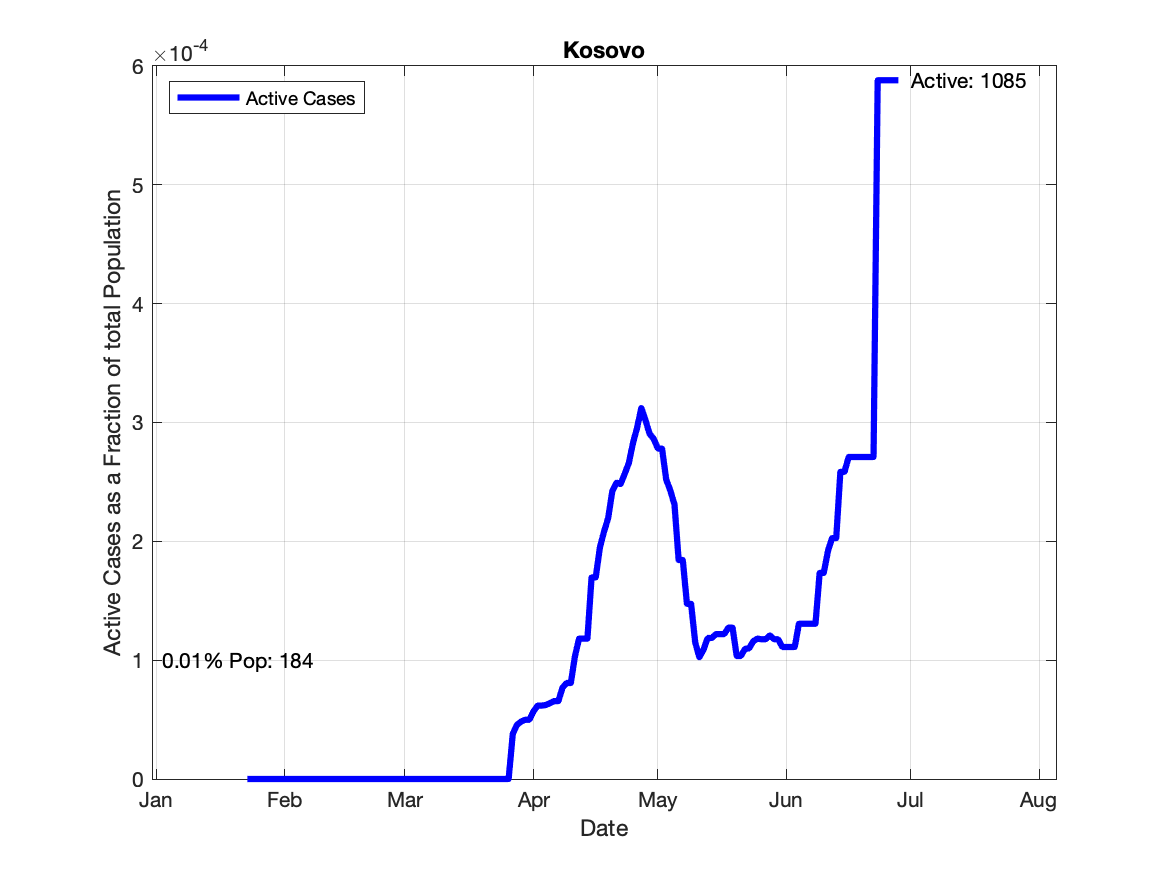 Kosovo
×10-4
Active Cases
Active: 1085
6
5
4
3
2
1
0
0.01% Pop: 184
Active Cases as a Fraction of total Population
Jan Feb Mar Apr May Jun Jul Aug
Date